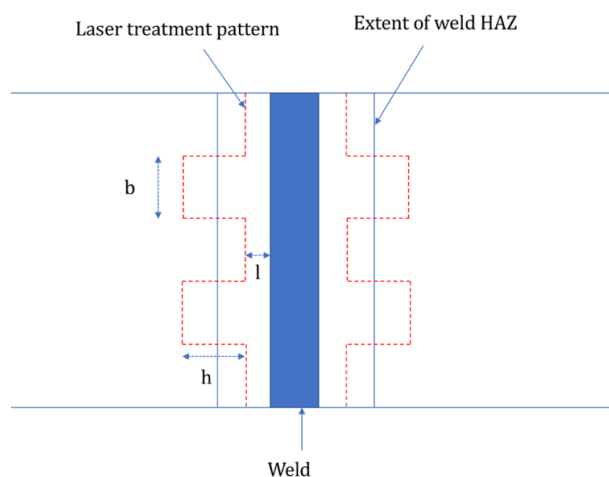 Laser treatment pattern
Extent of weld HAZ
b
l
h
Weld